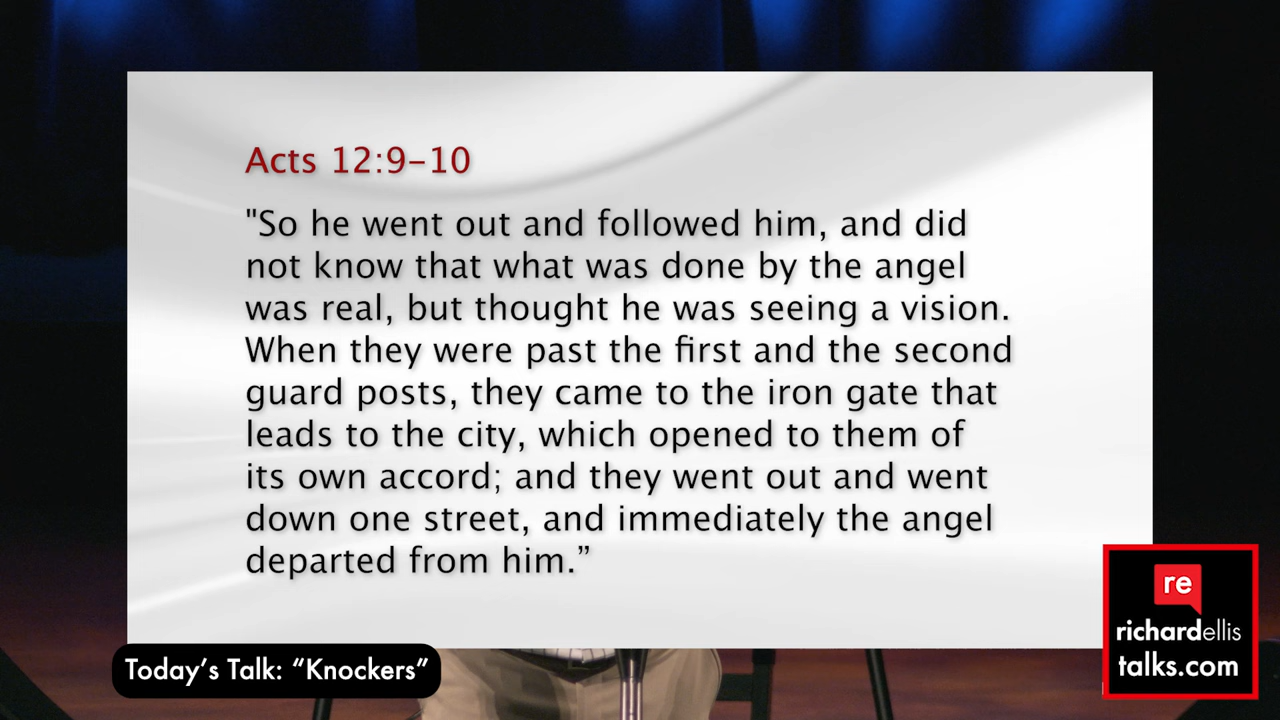 Acts 12:9–10
"So he went out and followed him, and did
not know that what was done by the angel
was real, but thought he was seeing a vision.
When they were past the first and the second
guard posts, they came to the iron gate that
leads to the city, which opened to them of
its own accord; and they went out and went
down one street, and immediately the angel
departed from him.”
Today’s Talk: “Knockers”
re
richardellis
talks.com